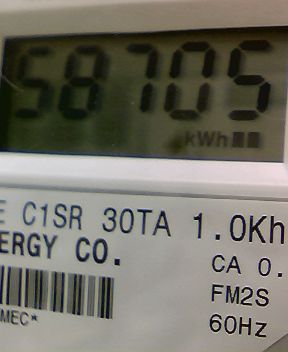 58705
kWh
E C1SR 30TA 1.0Kh
ERGY CO.
CA 0.
FM2S
MEC*
60Hz